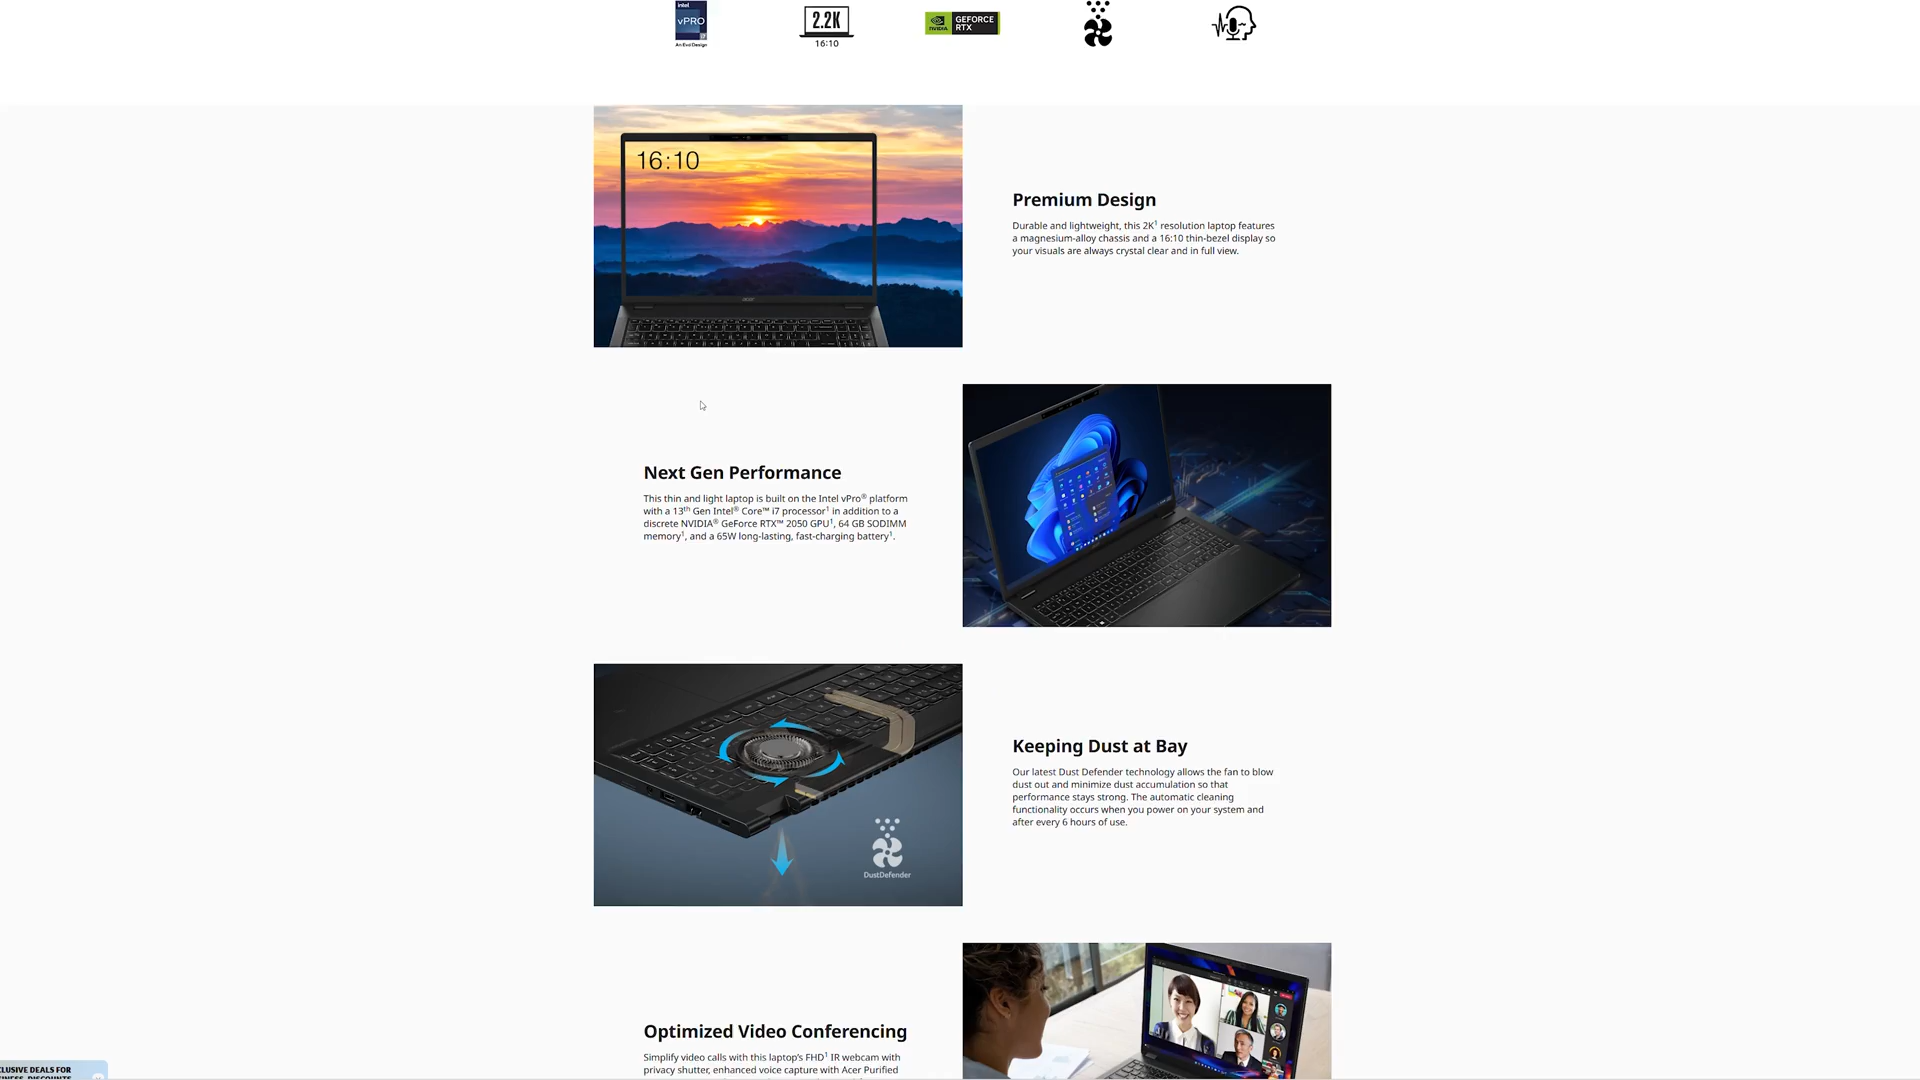 intel
vPRO
An Evo Design
2.2K
16:10
NVIDIA
GEFORCE
RTX
16:10
acer
Premium Design
Durable and lightweight, this 2K¹ resolution laptop features
a magnesium-alloy chassis and a 16:10 thin-bezel display so
your visuals are always crystal clear and in full view.
Next Gen Performance
This thin and light laptop is built on the Intel vPro® platform
with a 13th Gen Intel® Core™ i7 processor¹ in addition to a
discrete NVIDIA® GeForce RTX™ 2050 GPU¹, 64 GB SODIMM
memory¹, and a 65W long-lasting, fast-charging battery¹.
DustDefender
Keeping Dust at Bay
Our latest Dust Defender technology allows the fan to blow
dust out and minimize dust accumulation so that
performance stays strong. The automatic cleaning
functionality occurs when you power on your system and
after every 6 hours of use.
Optimized Video Conferencing
Simplify video calls with this laptop's FHD¹ IR webcam with
privacy shutter, enhanced voice capture with Acer Purified
CLUSIVE DEALS FOR